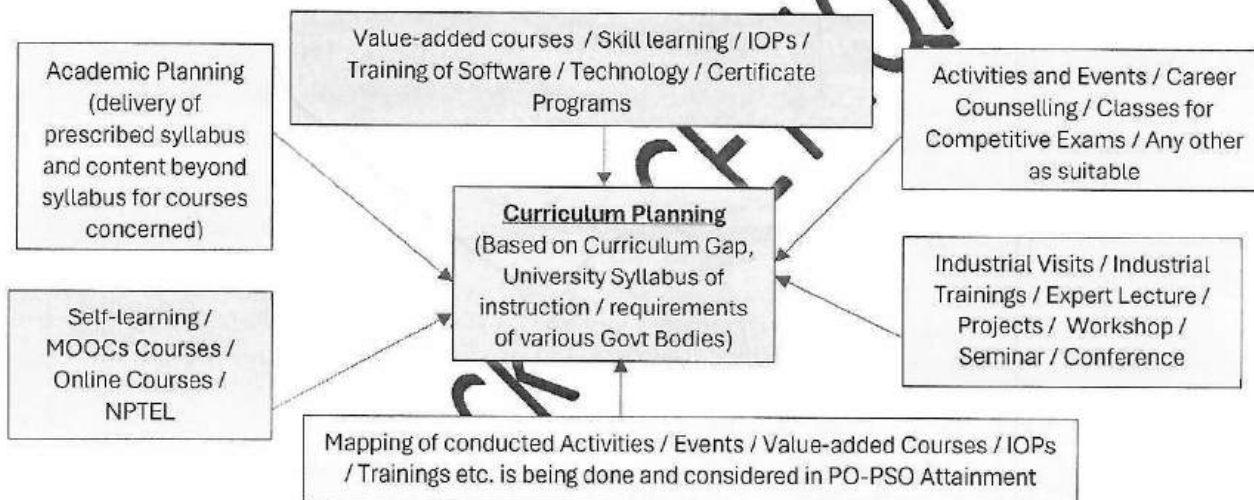 Value-added courses / Skill learning / IOPs /
Training of Software / Technology / Certificate
Programs
Academic Planning
(delivery of
prescribed syllabus
and content beyond
syllabus for courses
concerned)
Activities and Events / Career
Counselling / Classes for
Competitive Exams / Any other
as suitable
Curriculum Planning
(Based on Curriculum Gap,
University Syllabus of
instruction / requirements
of various Govt Bodies)
Self-learning /
MOOCs Courses /
Online Courses /
NPTEL
Industrial Visits / Industrial
Trainings / Expert Lecture /
Projects / Workshop /
Seminar / Conference
Mapping of conducted Activities / Events / Value-added Courses / IOPs
/ Trainings etc. is being done and considered in PO-PSO Attainment